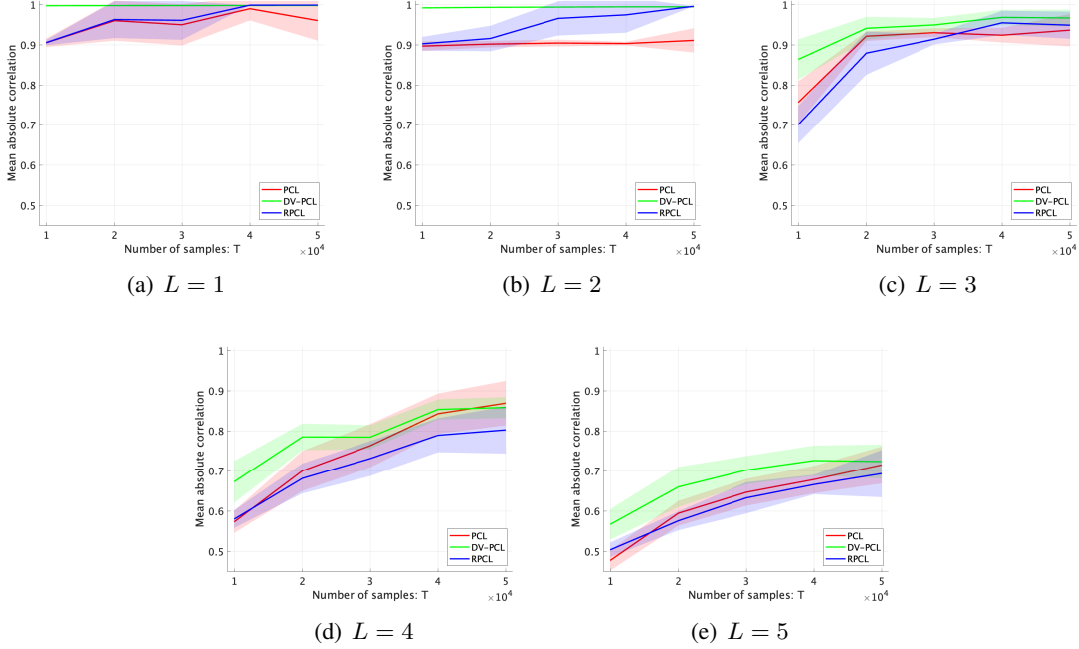 Mean absolute correlation
1
0.9
0.8
0.7
0.6
0.5
PCL
DV-PCL
RPCL
1 2 3 4 5
Number of samples: T
×10⁴
(a) L = 1
Mean absolute correlation
1
0.9
0.8
0.7
0.6
0.5
PCL
DV-PCL
RPCL
1 2 3 4 5
Number of samples: T
×10⁴
(b) L = 2
Mean absolute correlation
1
0.9
0.8
0.7
0.6
0.5
PCL
DV-PCL
RPCL
1 2 3 4 5
Number of samples: T
×10⁴
(c) L = 3
Mean absolute correlation
1
0.9
0.8
0.7
0.6
0.5
PCL
DV-PCL
RPCL
1 2 3 4 5
Number of samples: T
×10⁴
(d) L = 4
Mean absolute correlation
1
0.9
0.8
0.7
0.6
0.5
PCL
DV-PCL
RPCL
1 2 3 4 5
Number of samples: T
×10⁴
(e) L = 5